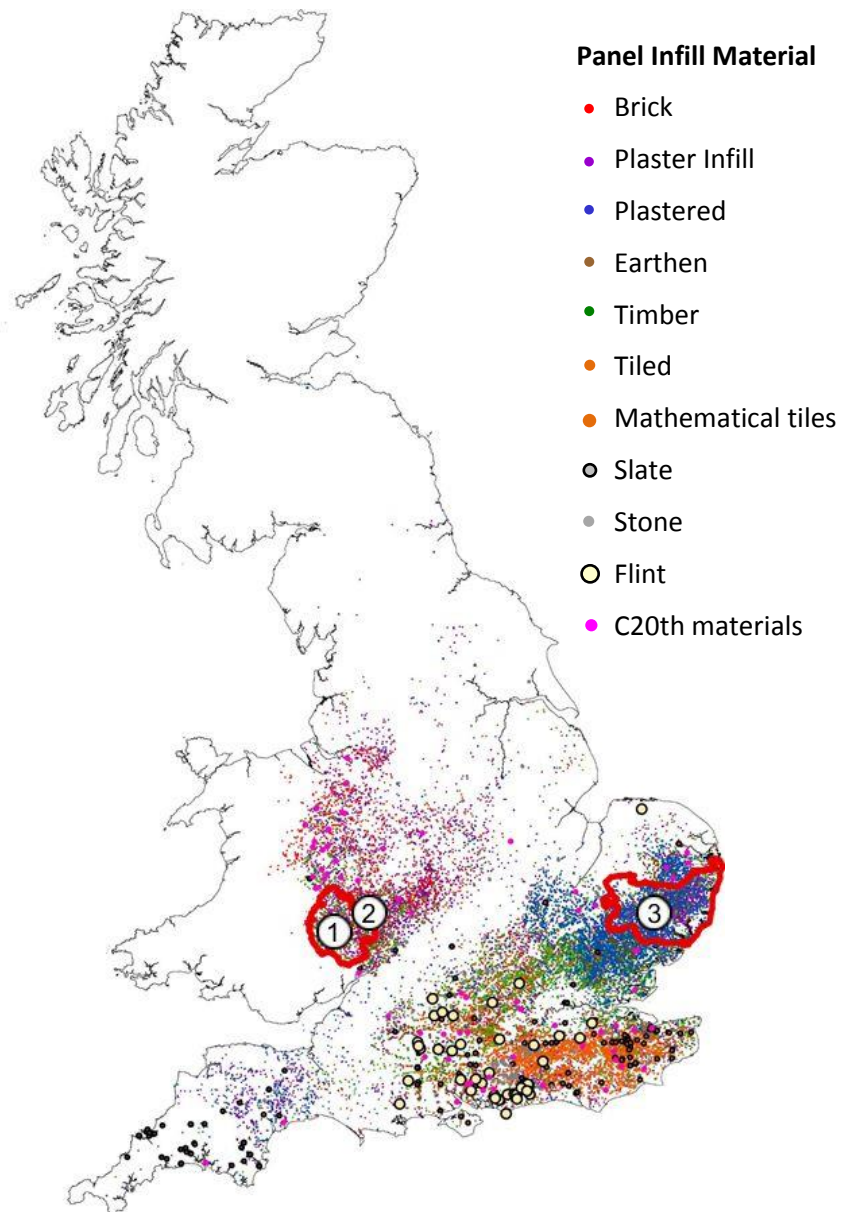 Panel Infill Material
Brick
Plaster Infill
Plastered
Earthen
Timber
Tiled
Mathematical tiles
Slate
Stone
Flint
C20th materials
2
1
3